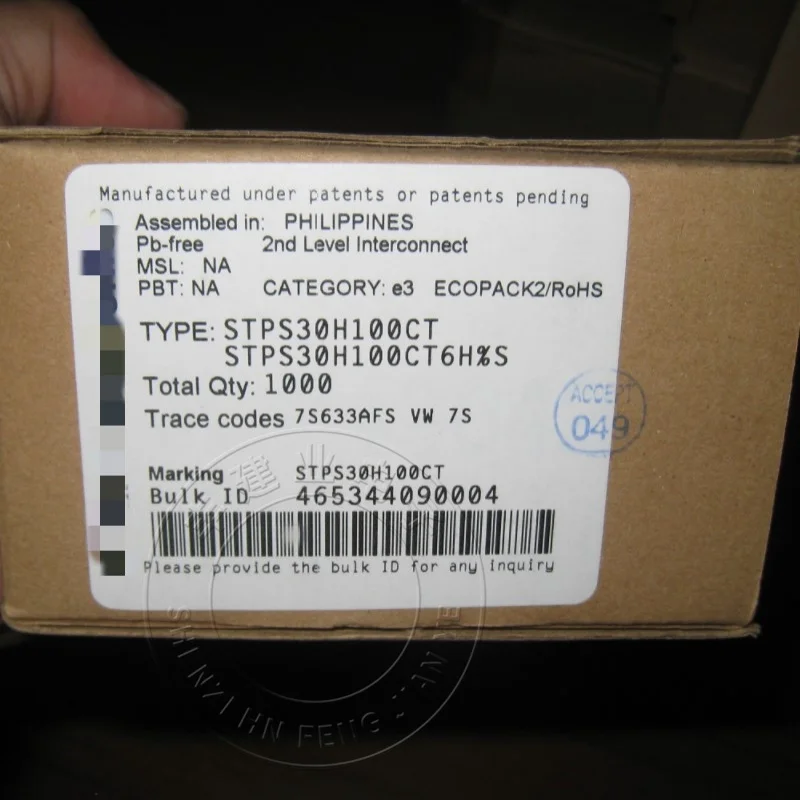 Manufactured under patents or patents pending
Assembled in: PHILIPPINES
Pb-free 2nd Level Interconnect
MSL: NA
PBT: NA CATEGORY: e3 ECOPACK2/RoHS
TYPE: STPS30H100CT
STPS30H100CT6H%S
Total Qty: 1000
Trace codes 7S633AFS VW 7S
ACCEPT
049
Marking STPS30H100CT
Bulk ID 465344090004
Please provide the bulk ID for any inquiry